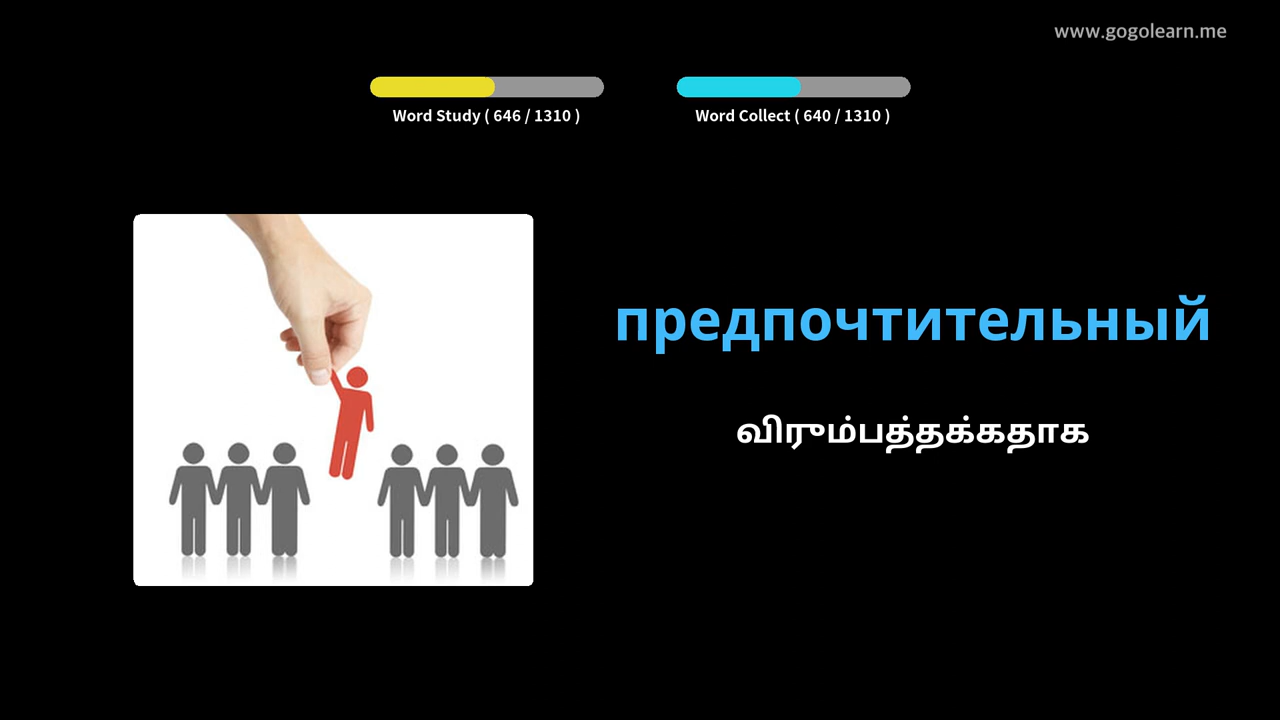 www.gogolearn.me
Word Study ( 646 / 1310 )
Word Collect ( 640 / 1310 )
предпочтительный
விரும்பத்தக்கதாக